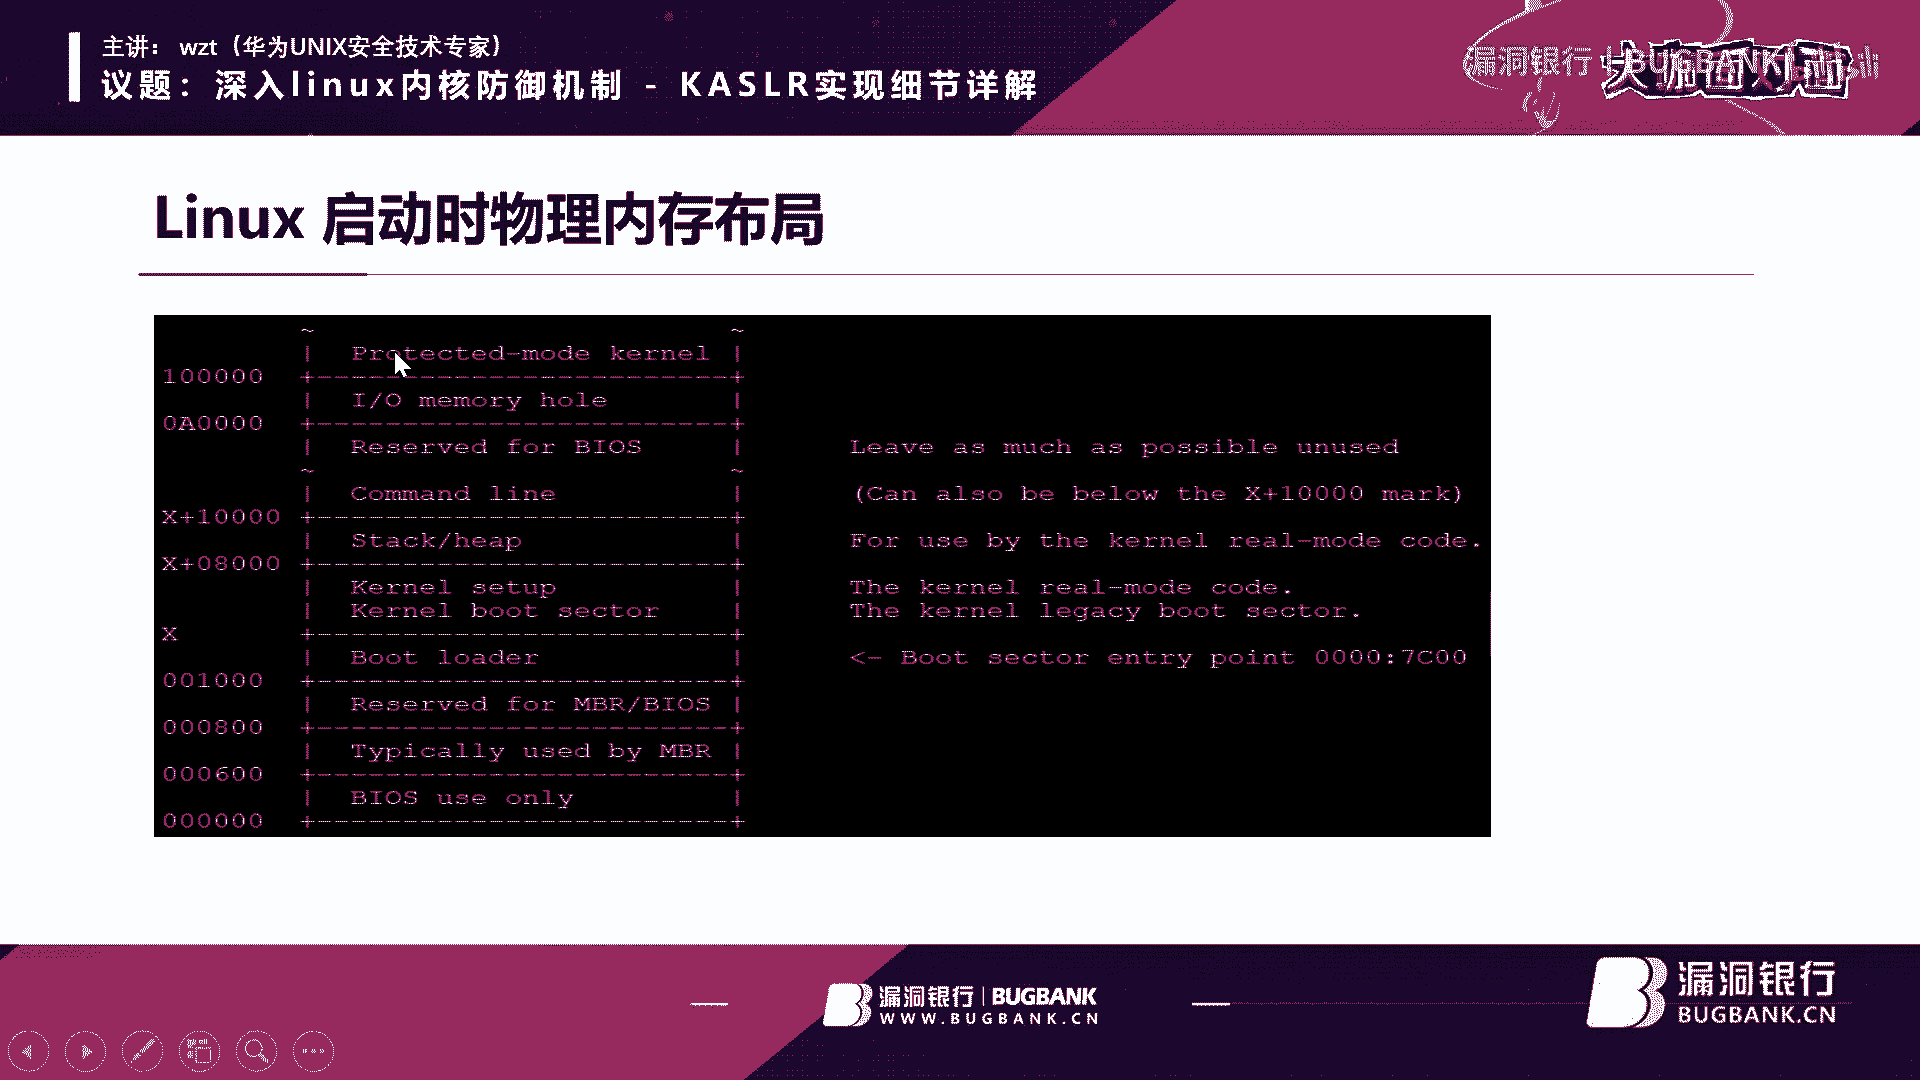 主讲： wzt（华为UNIX安全技术专家）
议题：深入linux内核防御机制 - KASLR实现细节详解
漏洞银行
Linux 启动时物理内存布局
~ ~
| Protected-mode kernel |
100000 +------------------------+
| I/O memory hole |
0A0000 +------------------------+
| Reserved for BIOS | Leave as much as possible unused
~ ~
| Command line | (Can also be below the X+10000 mark)
X+10000 +------------------------+
| Stack/heap | For use by the kernel real-mode code.
X+08000 +------------------------+
| Kernel setup | The kernel real-mode code.
| Kernel boot sector | The kernel legacy boot sector.
X +------------------------+
| Boot loader | <- Boot sector entry point 0000:7C00
001000 +------------------------+
| Reserved for MBR/BIOS |
000800 +------------------------+
| Typically used by MBR |
000600 +------------------------+
| BIOS use only |
000000 +------------------------+
漏洞银行 | BUGBANK
WWW.BUGBANK.CN
漏洞银行
BUGBANK.CN